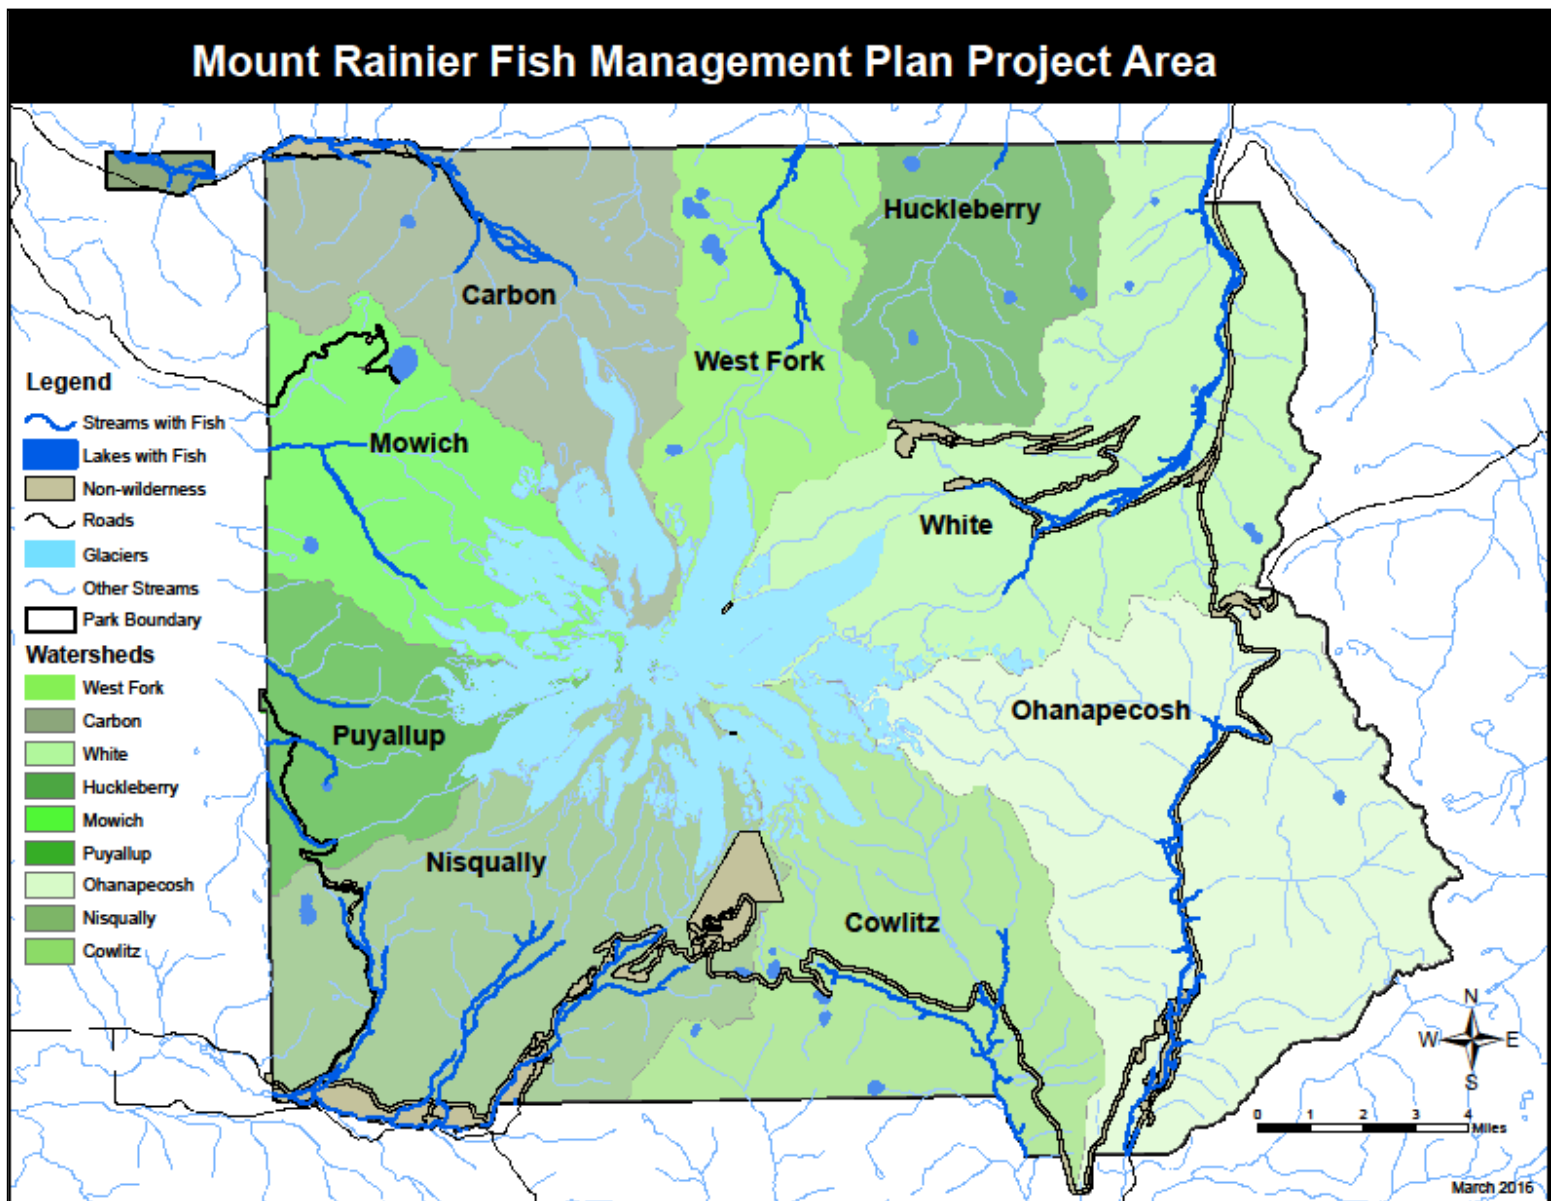 Mount Rainier Fish Management Plan Project Area
Huckleberry
Carbon
West Fork
Mowich
White
Ohanapecosh
Puyallup
Nisqually
Cowlitz
Legend
Streams with Fish
Lakes with Fish
Non-wilderness
Roads
Glaciers
Other Streams
Park Boundary
Watersheds
West Fork
Carbon
White
Huckleberry
Mowich
Puyallup
Ohanapecosh
Nisqually
Cowlitz
N
W E
S
0 1 2 3 4
Miles
March 2016